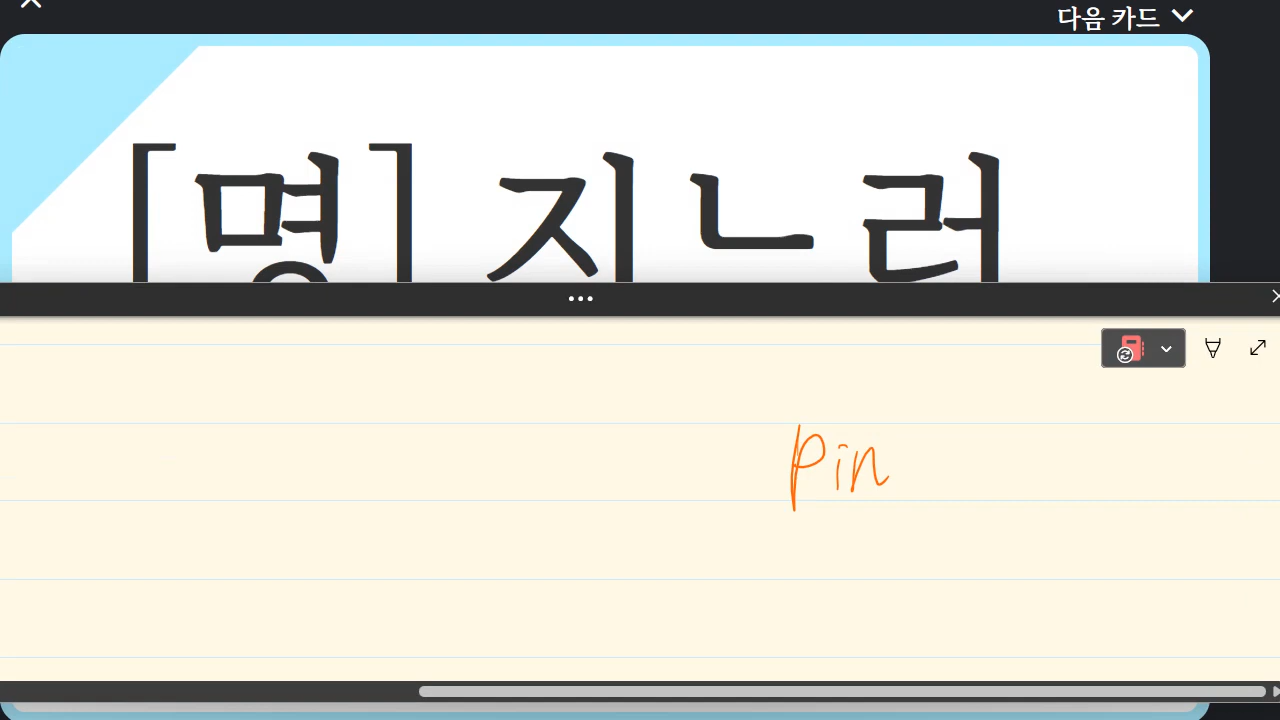 다음 카드
[명] 지느러
pin